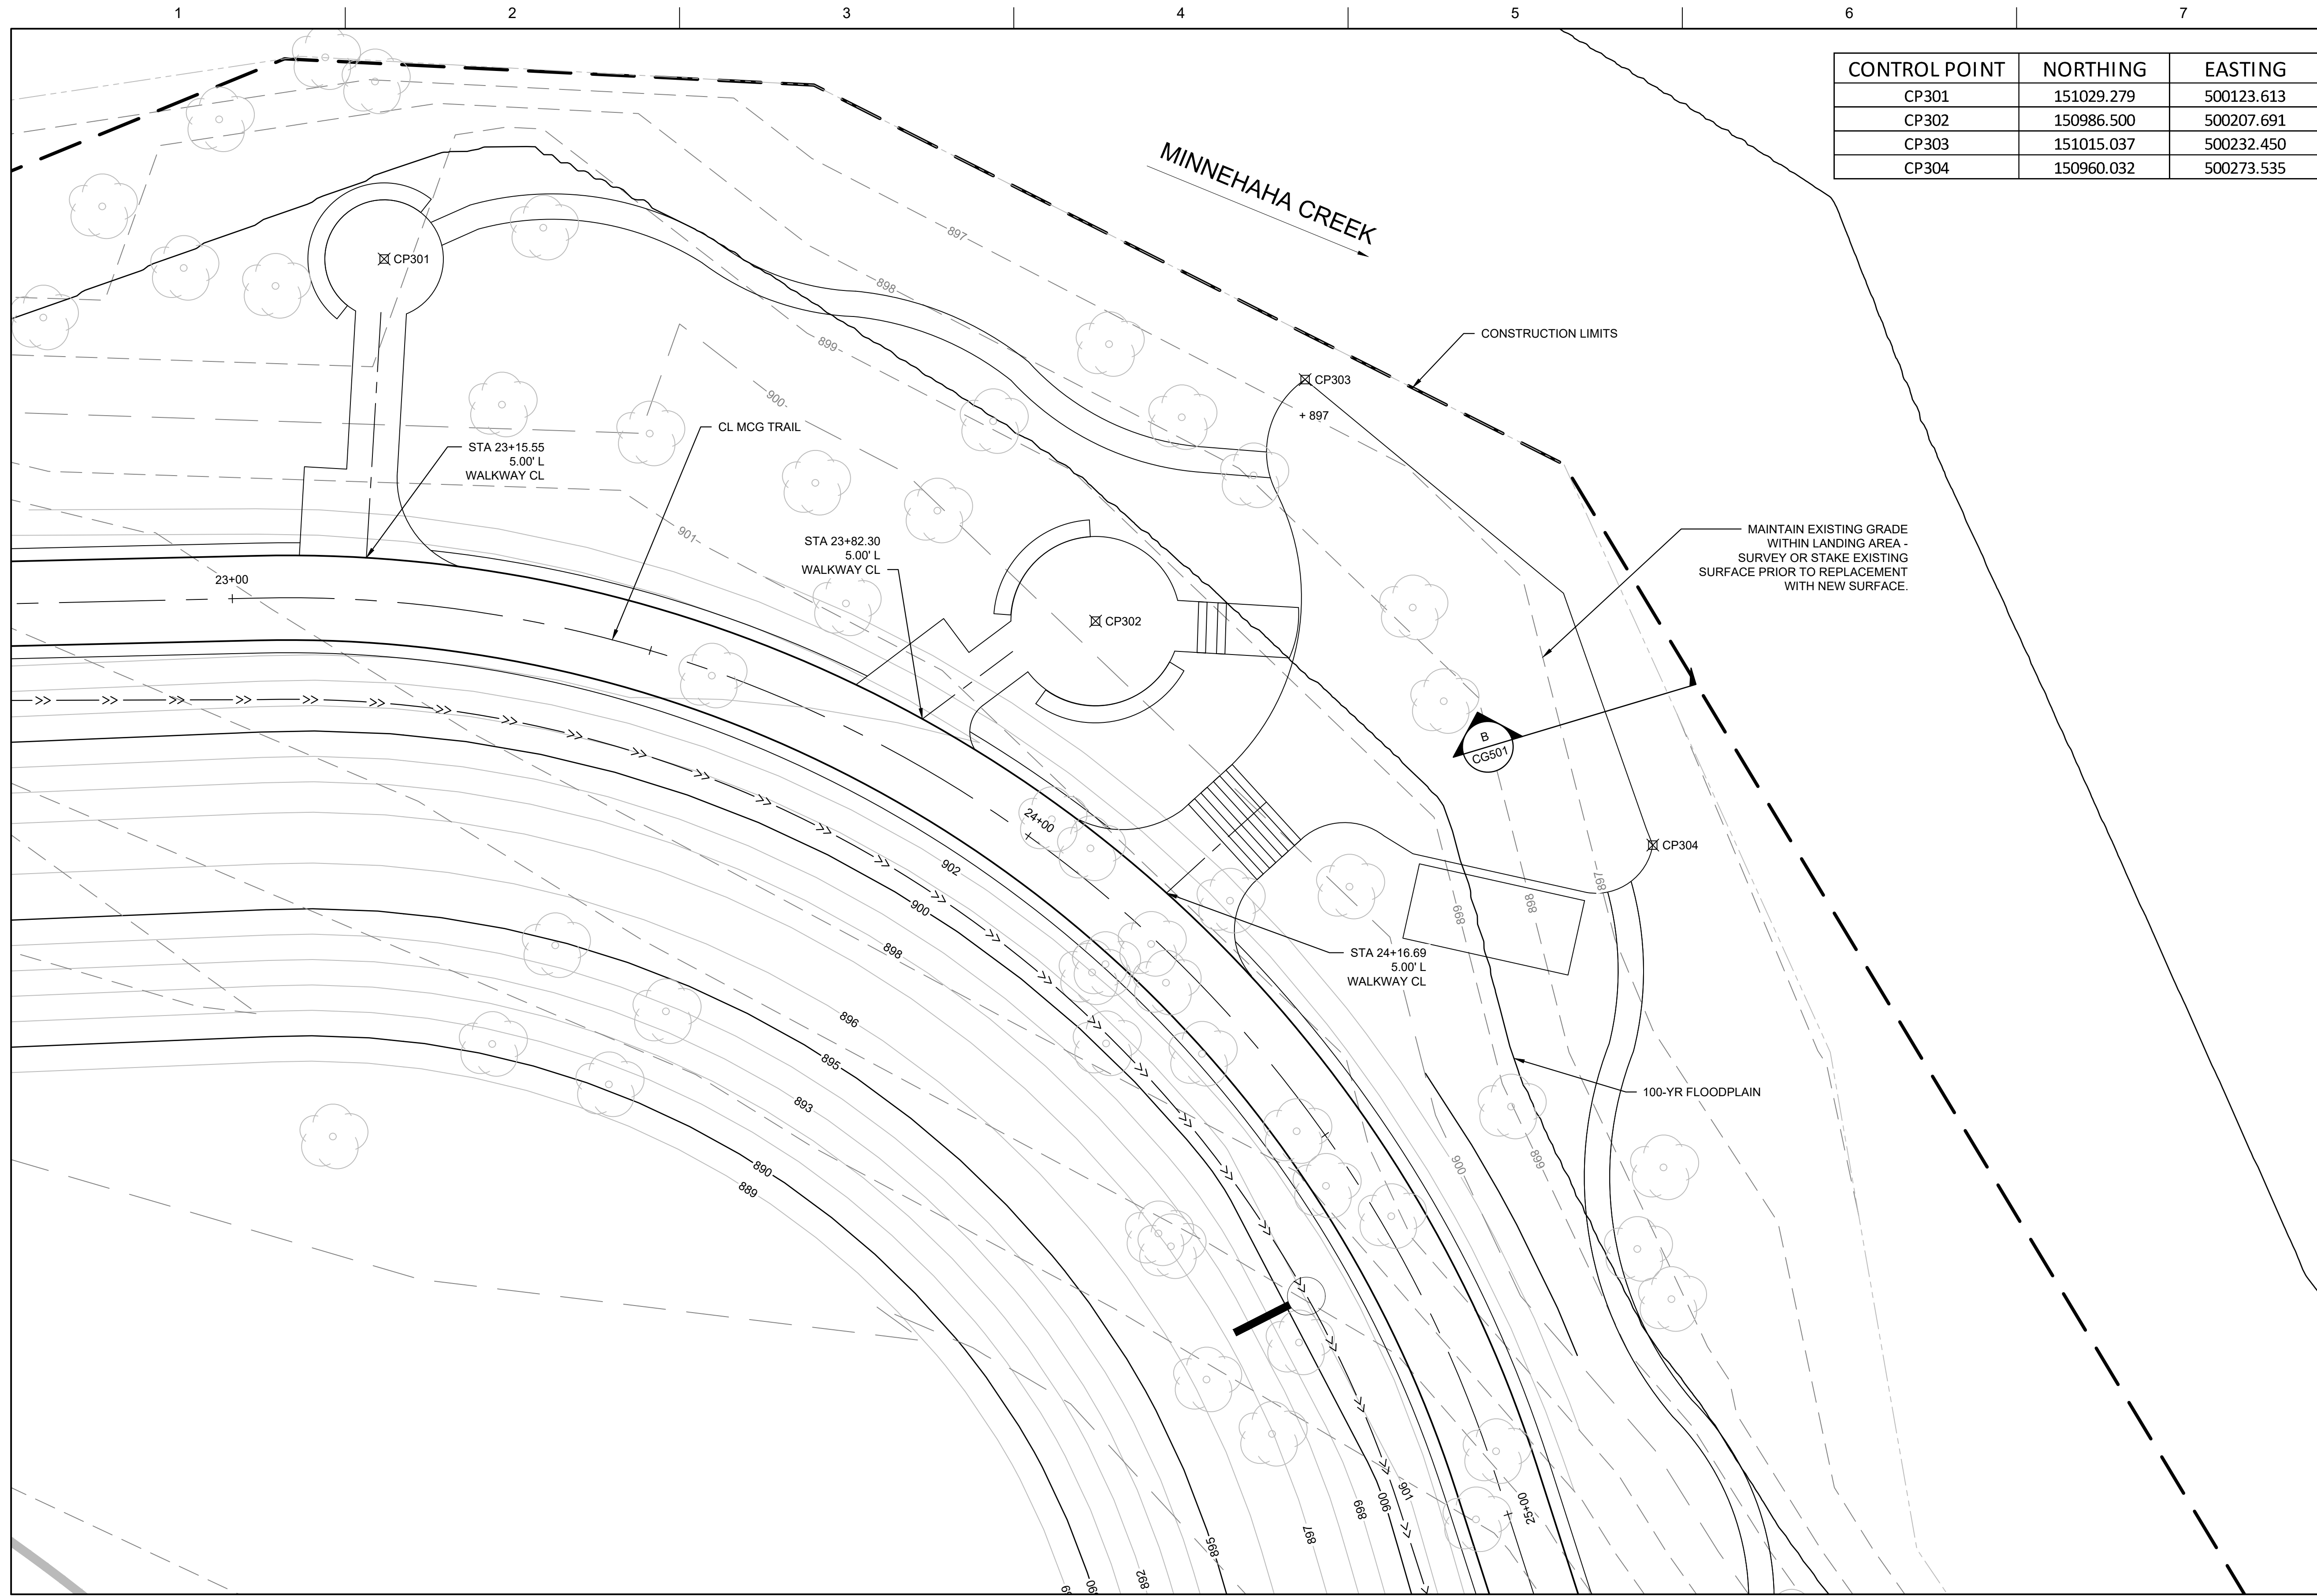 1 2 3 4 5 6 7
CONTROL POINT NORTHING EASTING
CP301 151029.279 500123.613
CP302 150986.500 500207.691
CP303 151015.037 500232.450
CP304 150960.032 500273.535
MINNEHAHA CREEK
897
898
CP301
899
CONSTRUCTION LIMITS
CP303
900
+ 897
CL MCG TRAIL
STA 23+15.55
5.00' L
WALKWAY CL
901
STA 23+82.30
5.00' L
WALKWAY CL
MAINTAIN EXISTING GRADE
WITHIN LANDING AREA -
SURVEY OR STAKE EXISTING
SURFACE PRIOR TO REPLACEMENT
WITH NEW SURFACE.
23+00
CP302
B
CG501
24+00
CP304
902
897
900
898
899
898
STA 24+16.69
5.00' L
WALKWAY CL
896
895
100-YR FLOODPLAIN
893
890
900
899
889
901
900
899
25+00
897
895
892